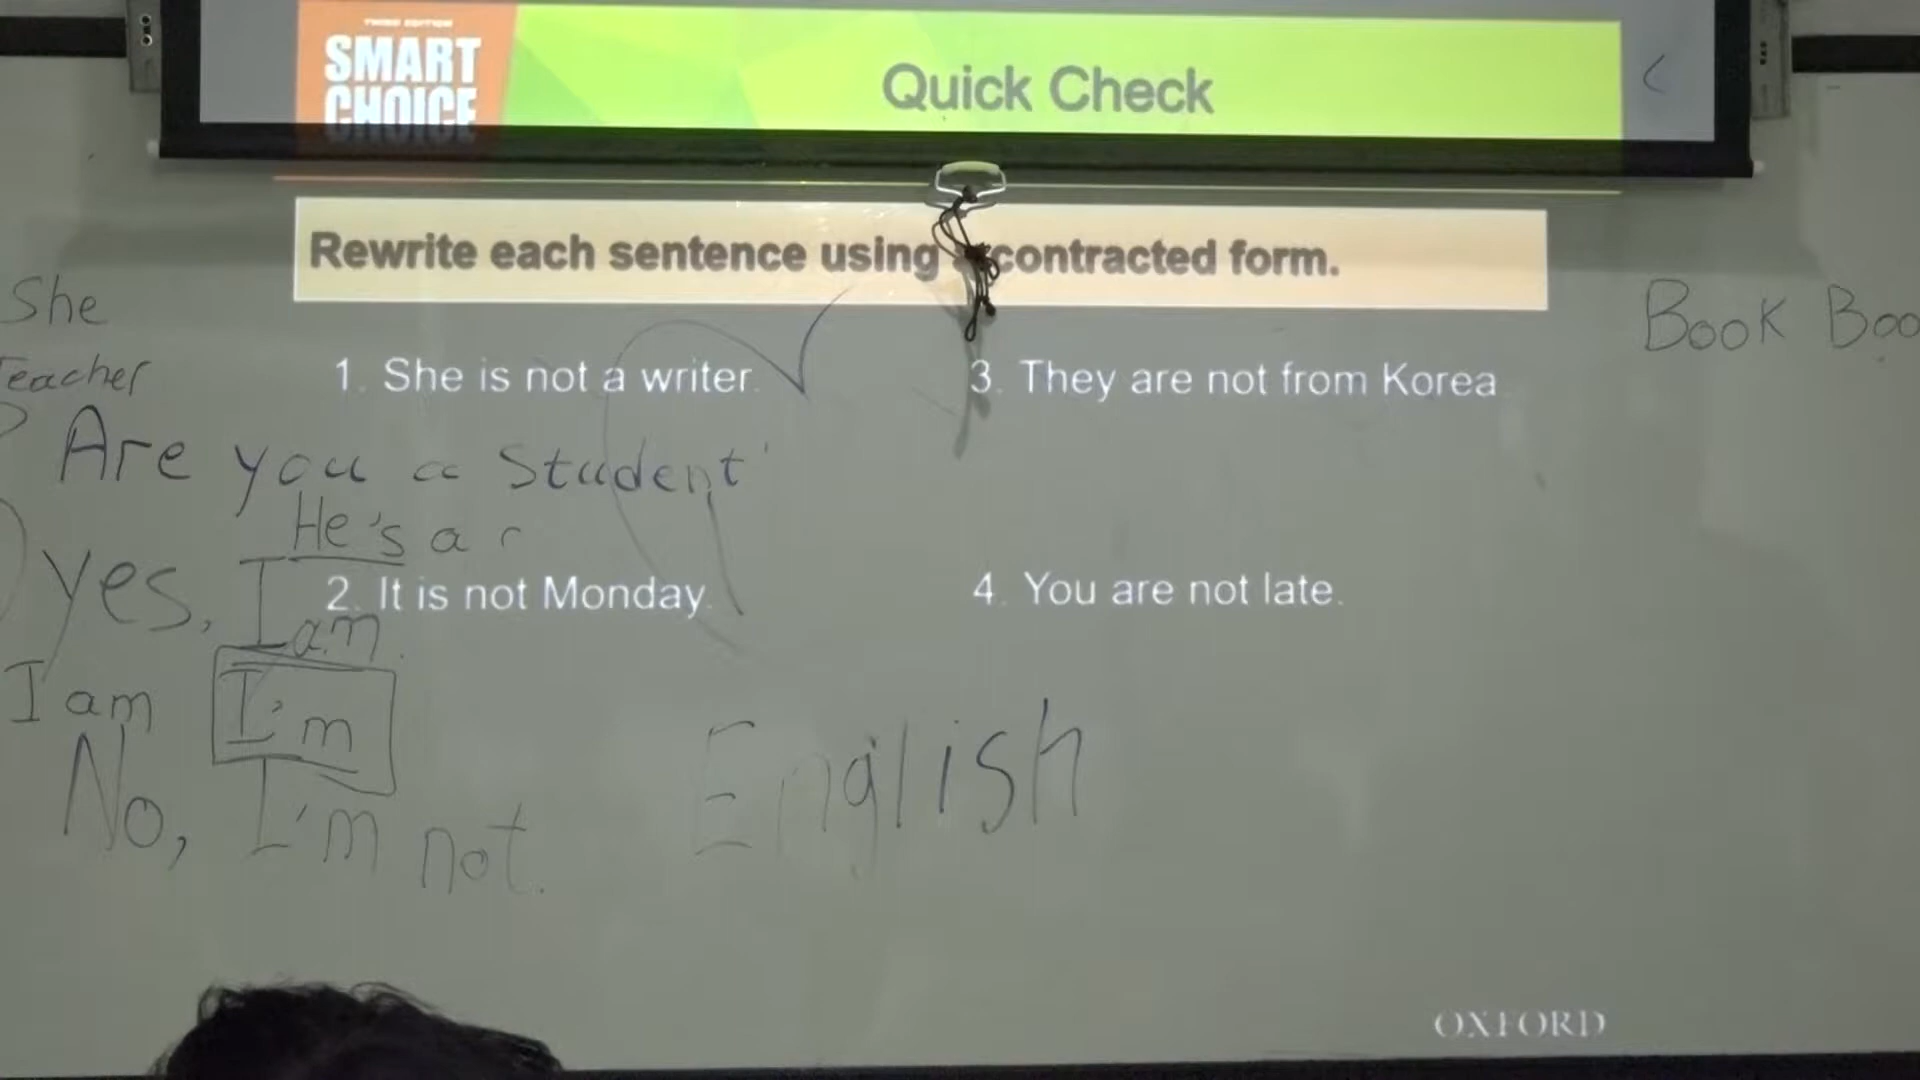 THIRD EDITION
SMART
CHOICE
Quick Check
Rewrite each sentence using contracted form.
She
Teacher
Book
1. She is not a writer.
3. They are not from Korea
Are you a Student
He's a
yes, I am.
2. It is not Monday.
4. You are not late.
I am I'm
No, I'm not.
English
OXFORD